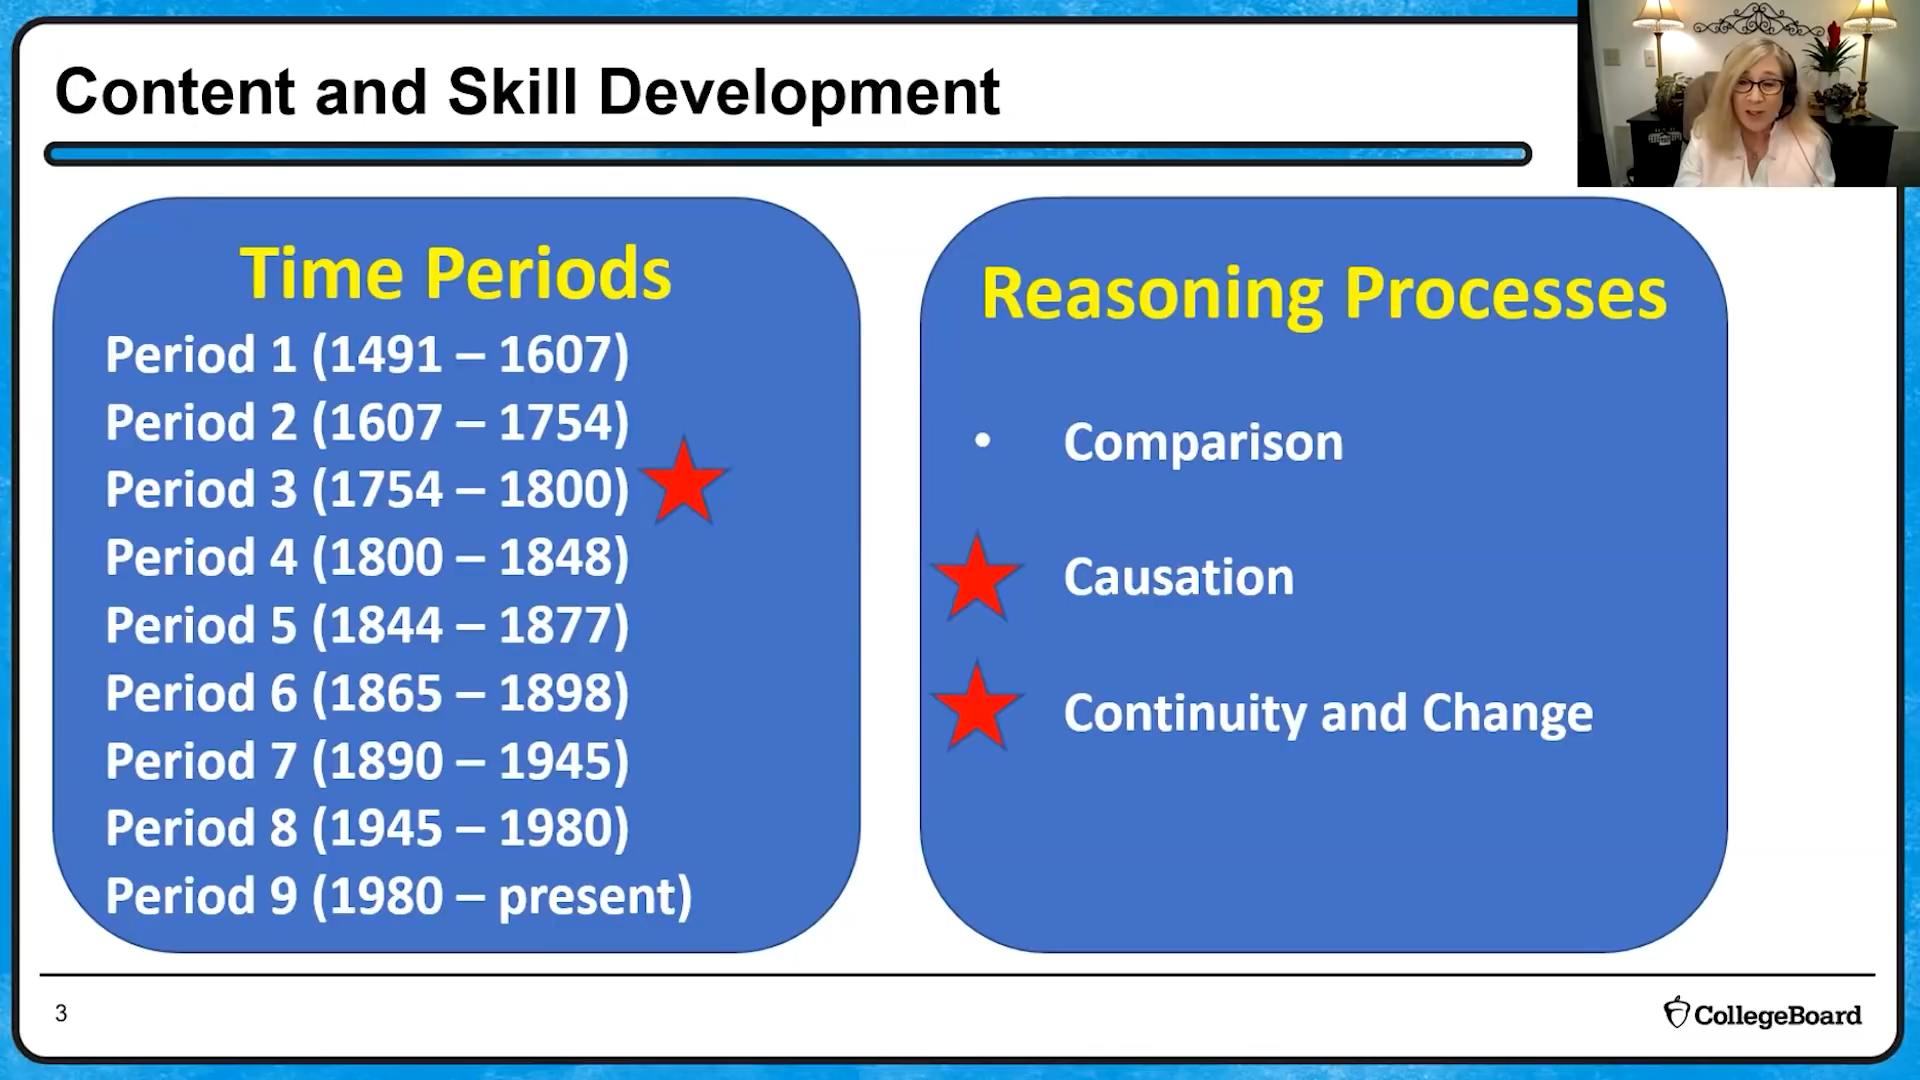 Content and Skill Development
Time Periods
Period 1 (1491 – 1607)
Period 2 (1607 – 1754)
Period 3 (1754 – 1800)
Period 4 (1800 – 1848)
Period 5 (1844 – 1877)
Period 6 (1865 – 1898)
Period 7 (1890 – 1945)
Period 8 (1945 – 1980)
Period 9 (1980 – present)
Reasoning Processes
• Comparison
Causation
Continuity and Change
3
CollegeBoard